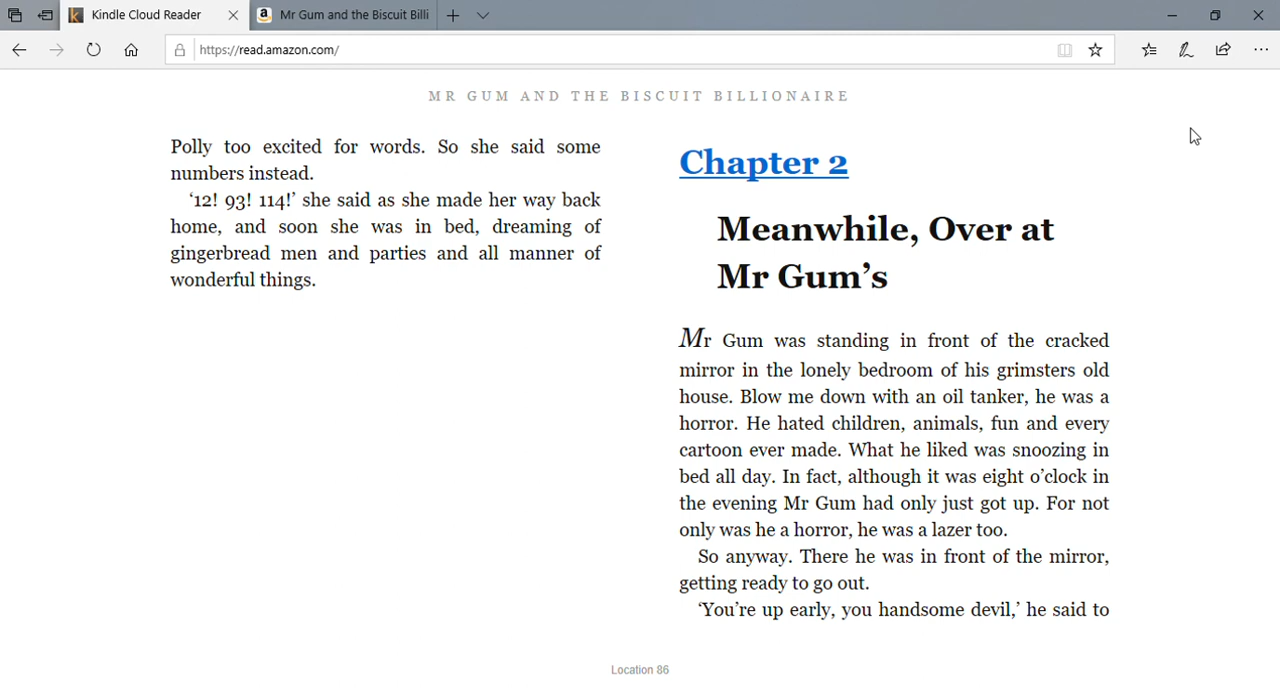 Kindle Cloud Reader
Mr Gum and the Biscuit Billi
https://read.amazon.com/
MR GUM AND THE BISCUIT BILLIONAIRE
Polly too excited for words. So she said some
numbers instead.
‘12! 93! 114!’ she said as she made her way back
home, and soon she was in bed, dreaming of
gingerbread men and parties and all manner of
wonderful things.
Chapter 2
Meanwhile, Over at
Mr Gum’s
Mr Gum was standing in front of the cracked
mirror in the lonely bedroom of his grimsters old
house. Blow me down with an oil tanker, he was a
horror. He hated children, animals, fun and every
cartoon ever made. What he liked was snoozing in
bed all day. In fact, although it was eight o’clock in
the evening Mr Gum had only just got up. For not
only was he a horror, he was a lazer too.
So anyway. There he was in front of the mirror,
getting ready to go out.
‘You’re up early, you handsome devil,’ he said to
Location 86